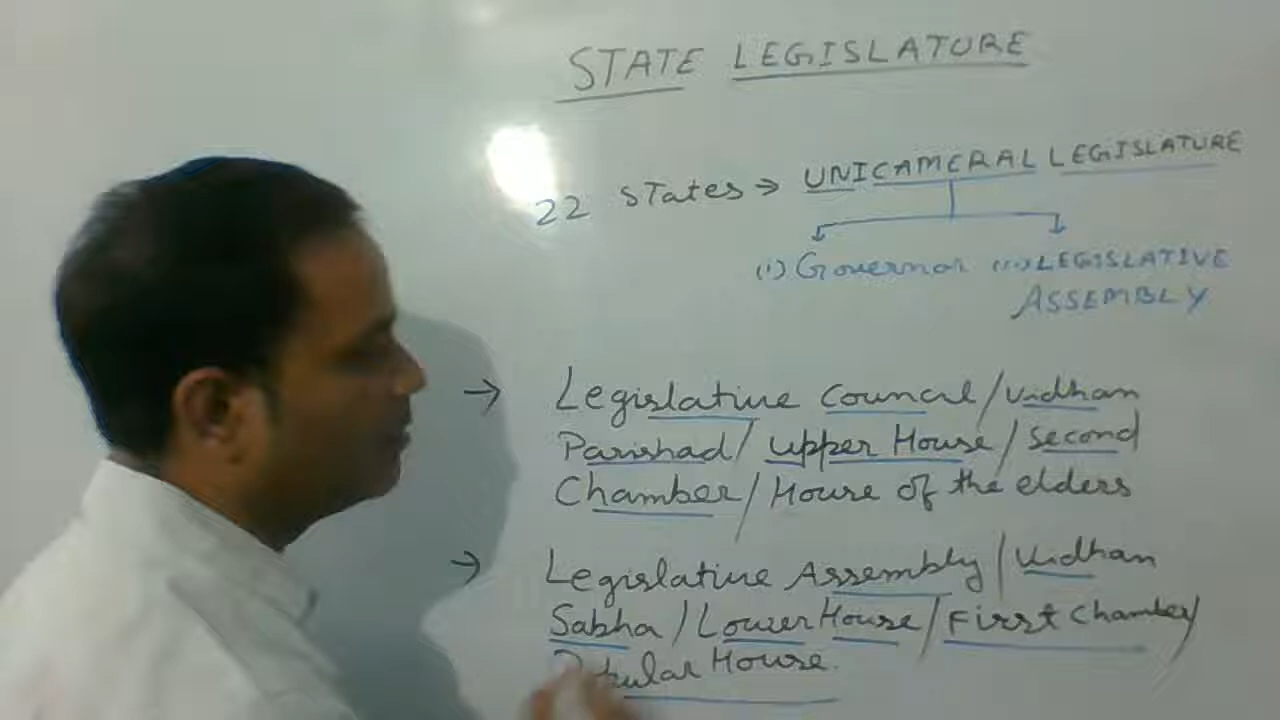 STATE LEGISLATURE
22 States → UNICAMERAL LEGISLATURE
(i) Governor (ii) LEGISLATIVE
ASSEMBLY
→ Legislative Council / Vidhan
Parishad / Upper House / Second
Chamber / House of the elders
→ Legislative Assembly / Vidhan
Sabha / Lower House / First Chamber /
House.